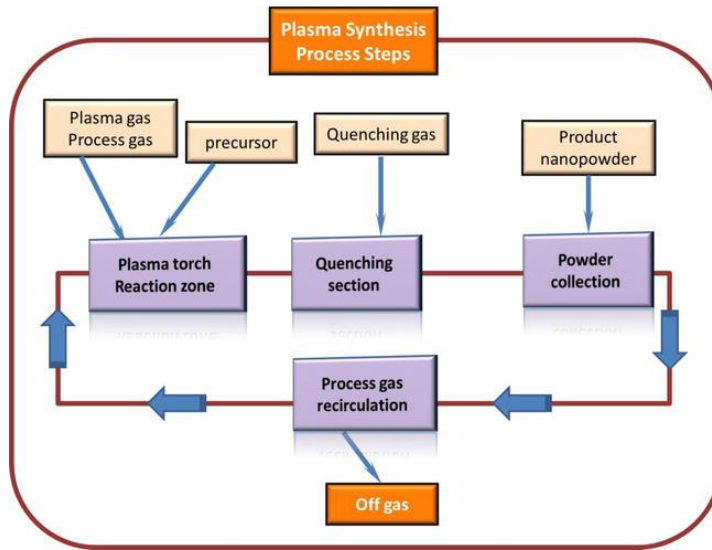 Plasma Synthesis
Process Steps
Plasma gas
Process gas
precursor
Quenching gas
Product
nanopowder
Plasma torch
Reaction zone
Quenching
section
Powder
collection
Process gas
recirculation
Off gas